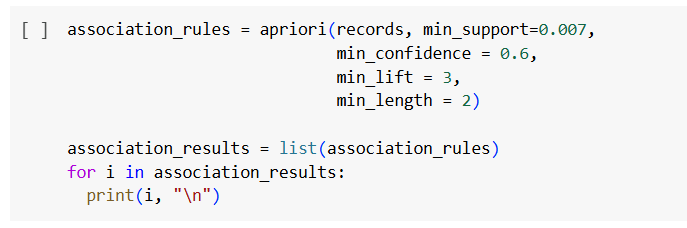 [ ] association_rules = apriori(records, min_support=0.007,
min_confidence = 0.6,
min_lift = 3,
min_length = 2)
association_results = list(association_rules)
for i in association_results:
print(i, "\n")